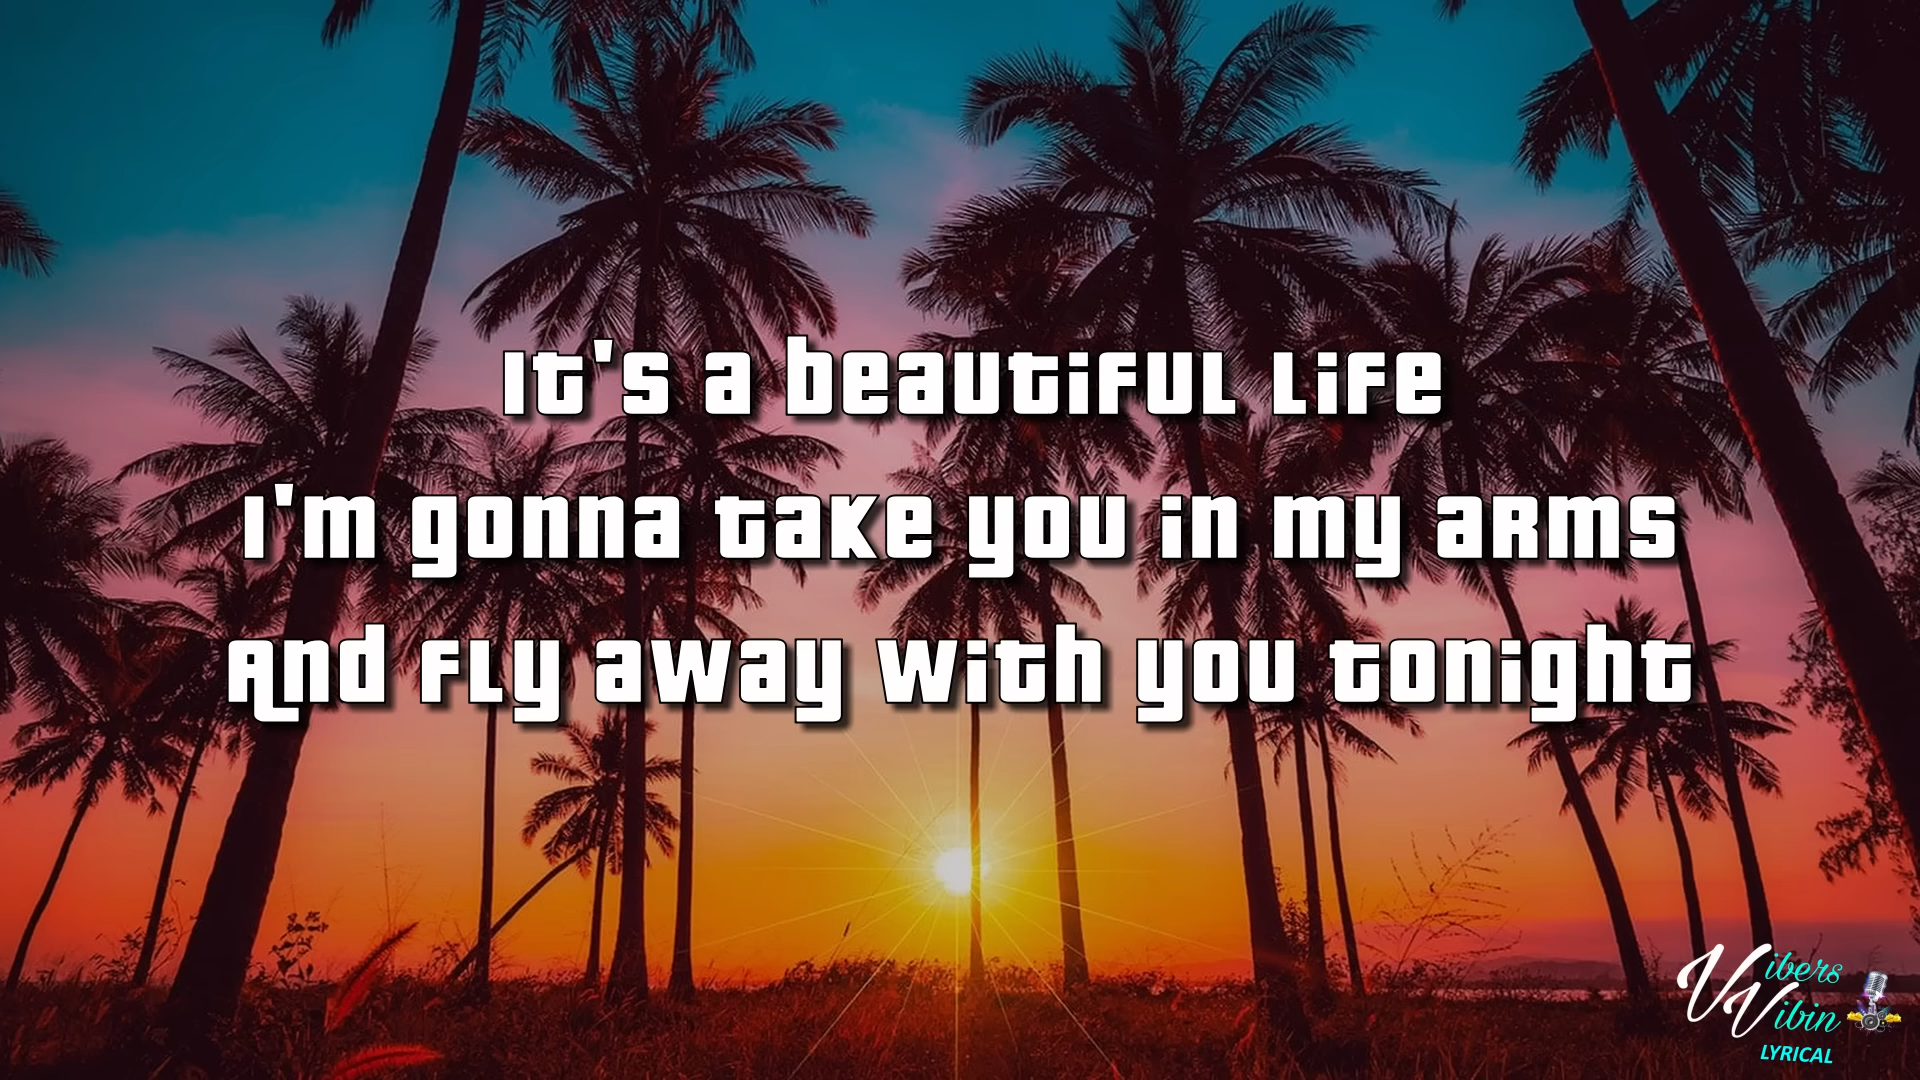 It's a beautiful life
I'm gonna take you in my arms
And fly away with you tonight
Vibers
Vibin
LYRICAL